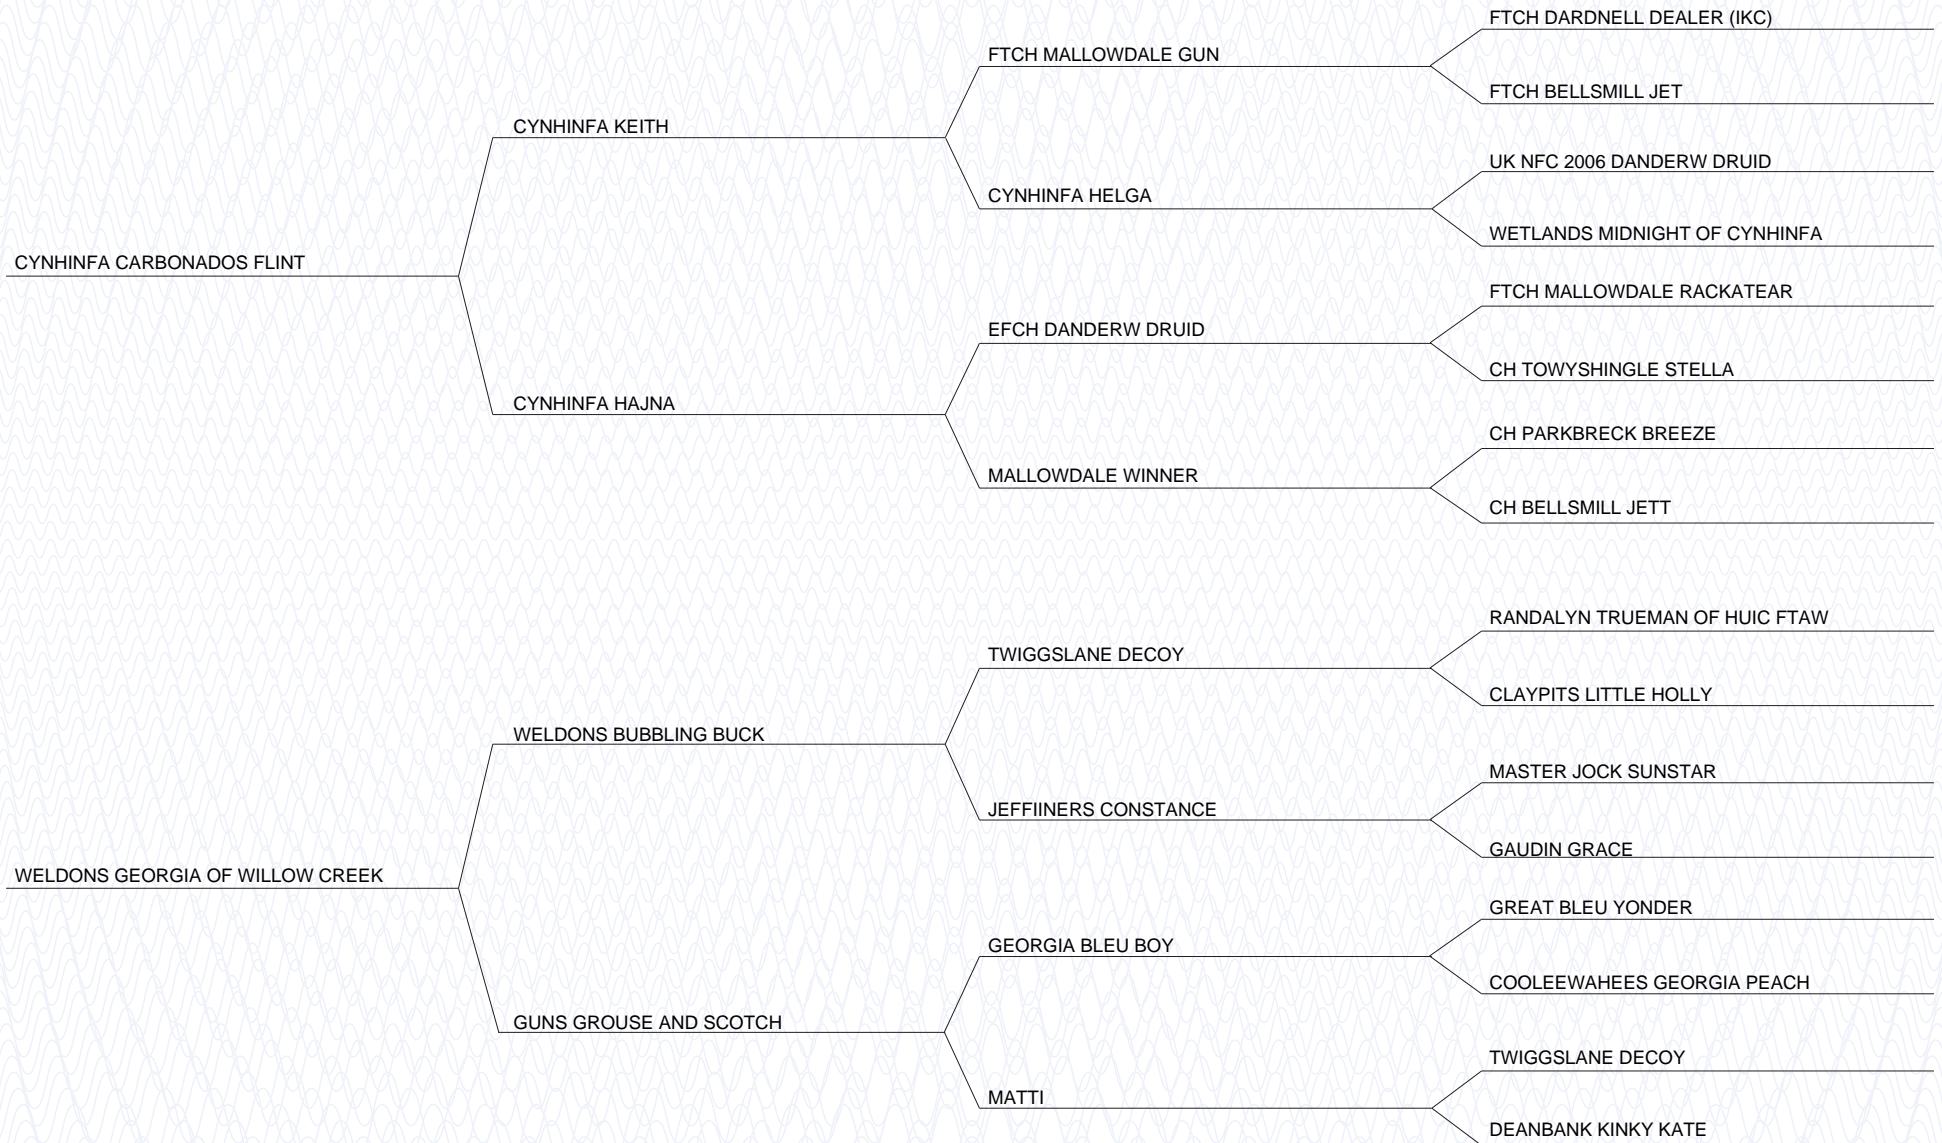 FTCH DARDNELL DEALER (IKC)
FTCH MALLOWDALE GUN
FTCH BELLSMILL JET
CYNHINFA KEITH
UK NFC 2006 DANDERW DRUID
CYNHINFA HELGA
WETLANDS MIDNIGHT OF CYNHINFA
CYNHINFA CARBONADOS FLINT
FTCH MALLOWDALE RACKATEAR
EFCH DANDERW DRUID
CH TOWYSHINGLE STELLA
CYNHINFA HAJNA
CH PARKBRECK BREEZE
MALLOWDALE WINNER
CH BELLSMILL JETT
RANDALYN TRUEMAN OF HUIC FTAW
TWIGGSLANE DECOY
CLAYPITS LITTLE HOLLY
WELDONS BUBBLING BUCK
MASTER JOCK SUNSTAR
JEFFIINERS CONSTANCE
GAUDIN GRACE
WELDONS GEORGIA OF WILLOW CREEK
GREAT BLEU YONDER
GEORGIA BLEU BOY
COOLEEWAHEES GEORGIA PEACH
GUNS GROUSE AND SCOTCH
TWIGGSLANE DECOY
MATTI
DEANBANK KINKY KATE